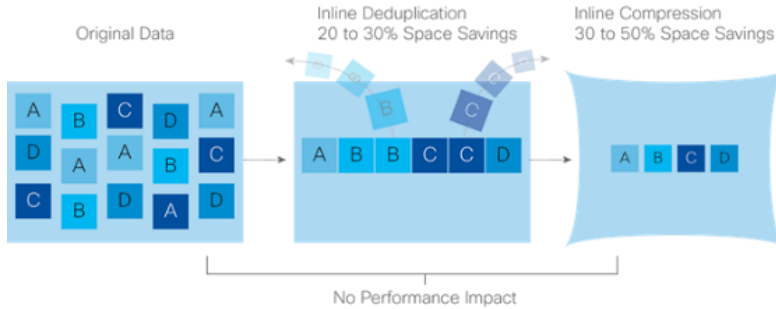 Original Data
Inline Deduplication
20 to 30% Space Savings
Inline Compression
30 to 50% Space Savings
A B C D A
D A A B C
C B D A D
B B B
C C C
A B B C C D
A B C D
No Performance Impact